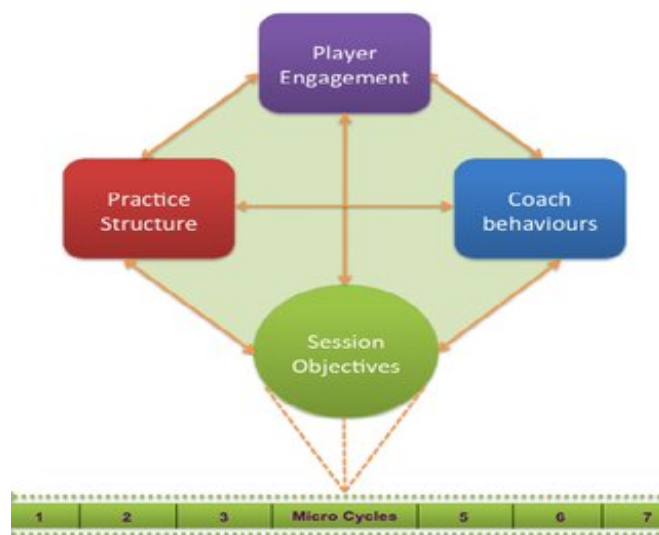 Player
Engagement
Practice
Structure
Coach
behaviours
Session
Objectives
1 2 3 Micro Cycles 5 6 7